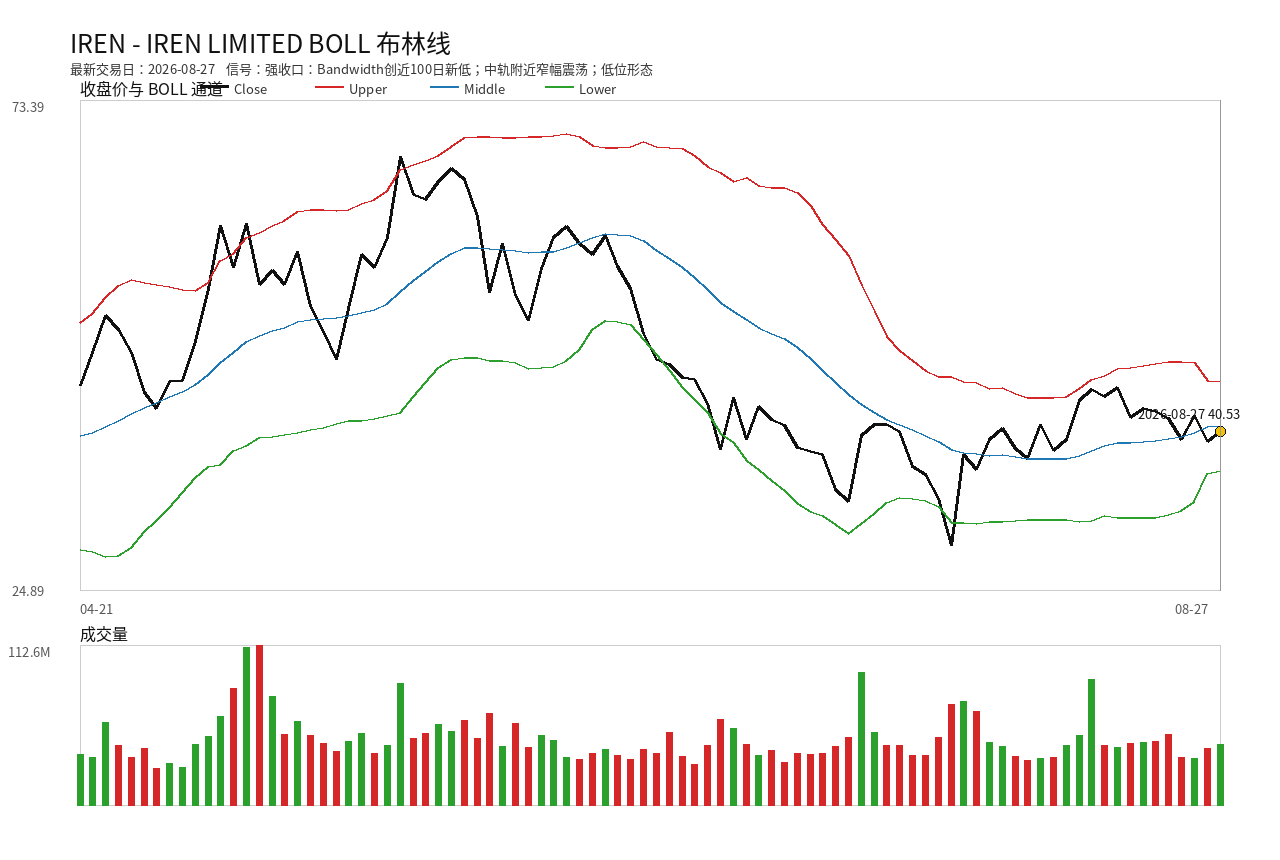 IREN - IREN LIMITED BOLL 布林线
最新交易日：2026-08-27 信号：强收口：Bandwidth创近100日新低；中轨附近窄幅震荡；低位形态
收盘价与 BOLL 通道 Close Upper Middle Lower
73.39
2026-08-27 40.53
24.89
04-21 08-27
成交量
112.6M